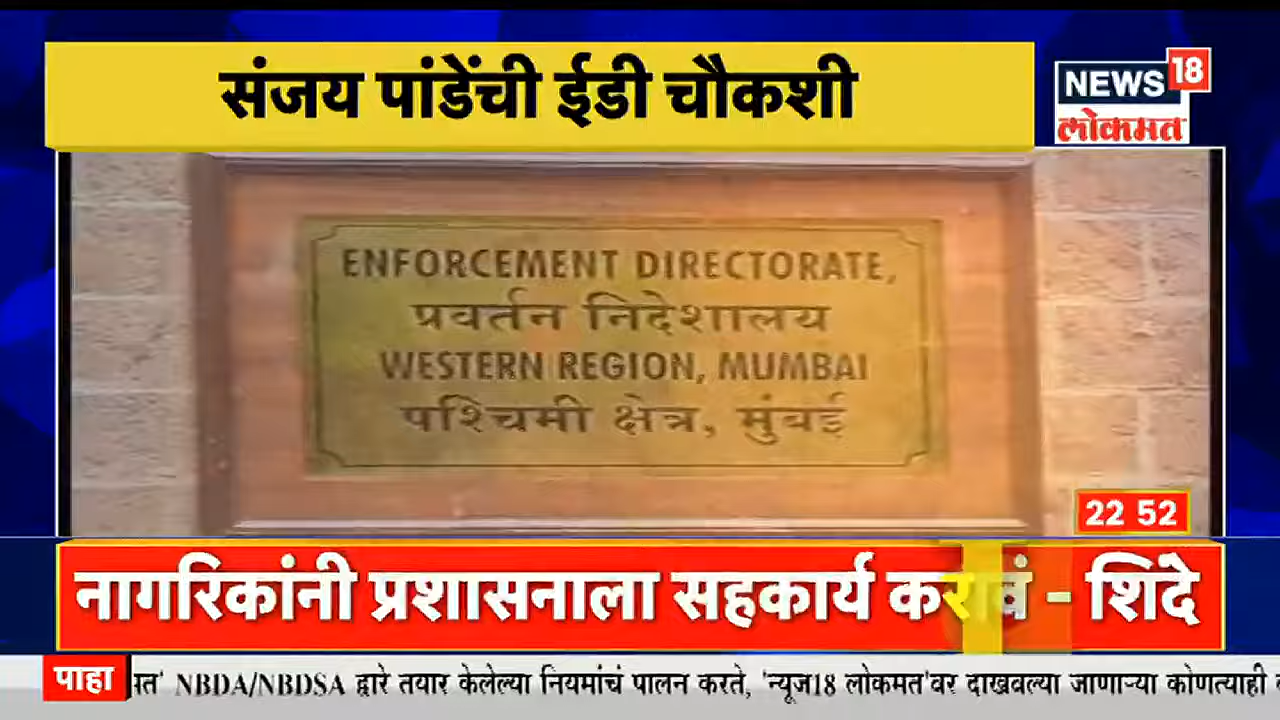 संजय पांडेंची ईडी चौकशी
NEWS 18
लोकमत
ENFORCEMENT DIRECTORATE,
प्रवर्तन निदेशालय
WESTERN REGION, MUMBAI
पश्चिमी क्षेत्र, मुंबई
22 52
नागरिकांनी प्रशासनाला सहकार्य करावं - शिंदे
पाहा
NBDA/NBDSA द्वारे तयार केलेल्या नियमांचं पालन करते, 'न्यूज18 लोकमत'वर दाखवल्या जाणाऱ्या कोणत्याही